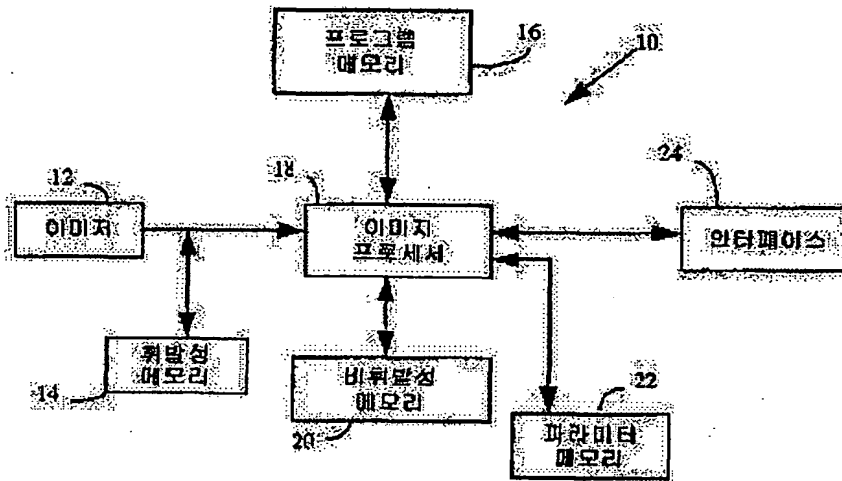 프로그램
메모리
16
10
12
이미저
18
이미지
프로세서
24
인타페이스
휘발성
메모리
14
비휘발성
메모리
20
22
파라미터
메모리